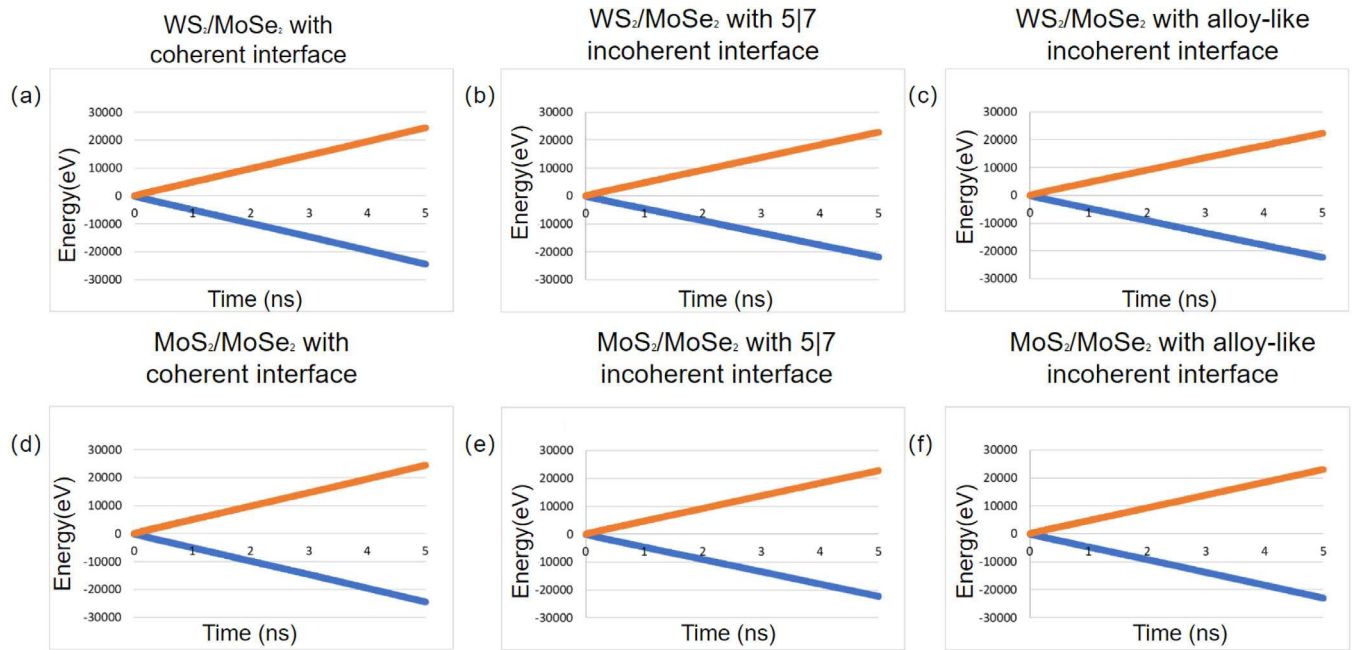 WS₂/MoSe₂ with
coherent interface
WS₂/MoSe₂ with 5|7
incoherent interface
WS₂/MoSe₂ with alloy-like
incoherent interface
(a)
30000
20000
10000
0
-10000
-20000
-30000
0 1 2 3 4 5
Energy(eV)
Time (ns)
(b)
30000
20000
10000
0
-10000
-20000
-30000
0 1 2 3 4 5
Energy(eV)
Time (ns)
(c)
30000
20000
10000
0
-10000
-20000
-30000
0 1 2 3 4 5
Energy(eV)
Time (ns)
MoS₂/MoSe₂ with
coherent interface
MoS₂/MoSe₂ with 5|7
incoherent interface
MoS₂/MoSe₂ with alloy-like
incoherent interface
(d)
30000
20000
10000
0
-10000
-20000
-30000
0 1 2 3 4 5
Energy(eV)
Time (ns)
(e)
30000
20000
10000
0
-10000
-20000
-30000
0 1 2 3 4 5
Energy(eV)
Time (ns)
(f)
30000
20000
10000
0
-10000
-20000
-30000
0 1 2 3 4 5
Energy(eV)
Time (ns)